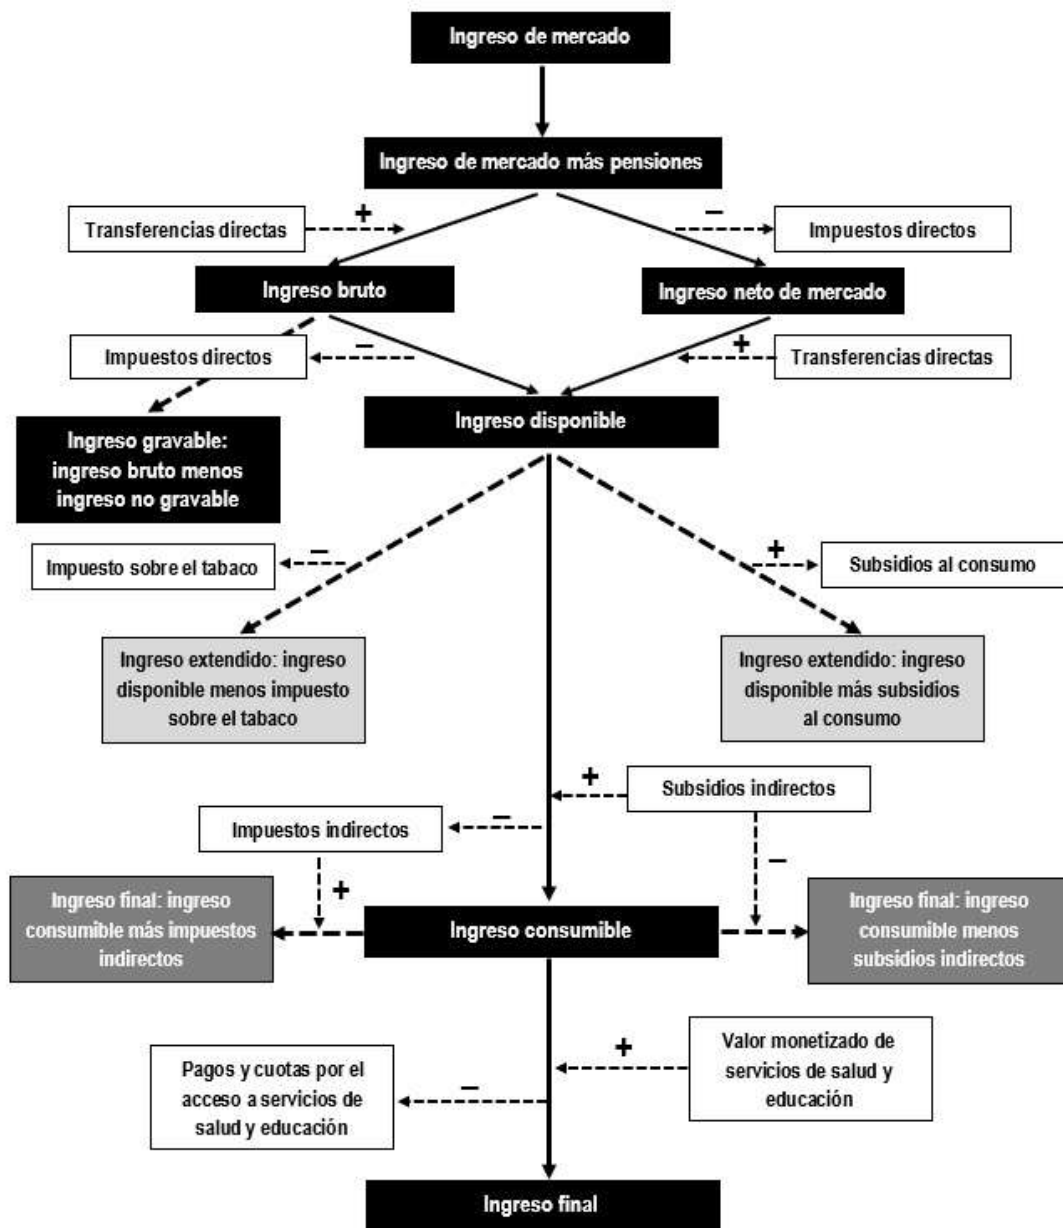 Ingreso de mercado
Ingreso de mercado más pensiones
Transferencias directas
+
−
Impuestos directos
Ingreso bruto
Ingreso neto de mercado
Impuestos directos
−
+
Transferencias directas
Ingreso disponible
Ingreso gravable:
ingreso bruto menos
ingreso no gravable
Impuesto sobre el tabaco
−
+
Subsidios al consumo
Ingreso extendido: ingreso
disponible menos impuesto
sobre el tabaco
Ingreso extendido: ingreso
disponible más subsidios
al consumo
+
Subsidios indirectos
Impuestos indirectos
−
+
−
Ingreso final: ingreso
consumible más impuestos
indirectos
Ingreso consumible
Ingreso final: ingreso
consumible menos
subsidios indirectos
Pagos y cuotas por el
acceso a servicios de
salud y educación
−
+
Valor monetizado de
servicios de salud y
educación
Ingreso final